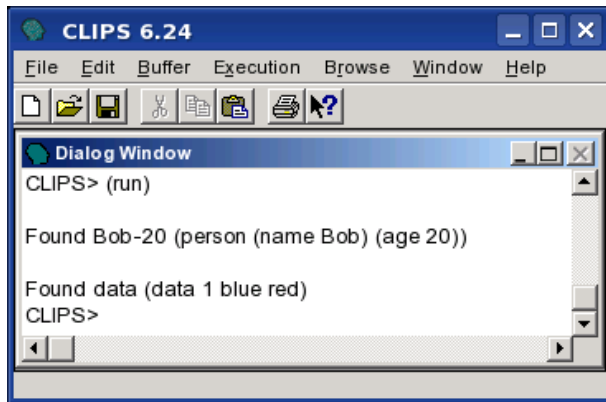 CLIPS 6.24
File Edit Buffer Execution Browse Window Help
Dialog Window
CLIPS> (run)
Found Bob-20 (person (name Bob) (age 20))
Found data (data 1 blue red)
CLIPS>